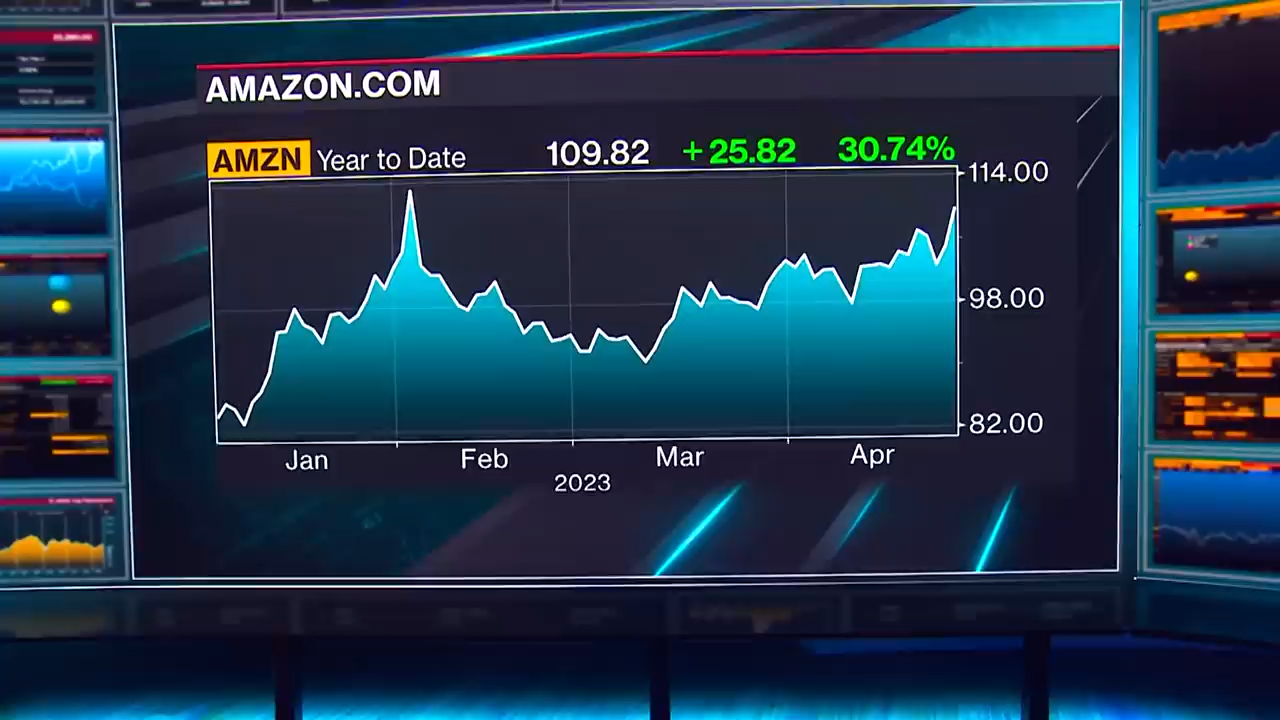 AMAZON.COM
AMZN Year to Date 109.82 +25.82 30.74%
114.00
98.00
82.00
Jan Feb Mar Apr
2023